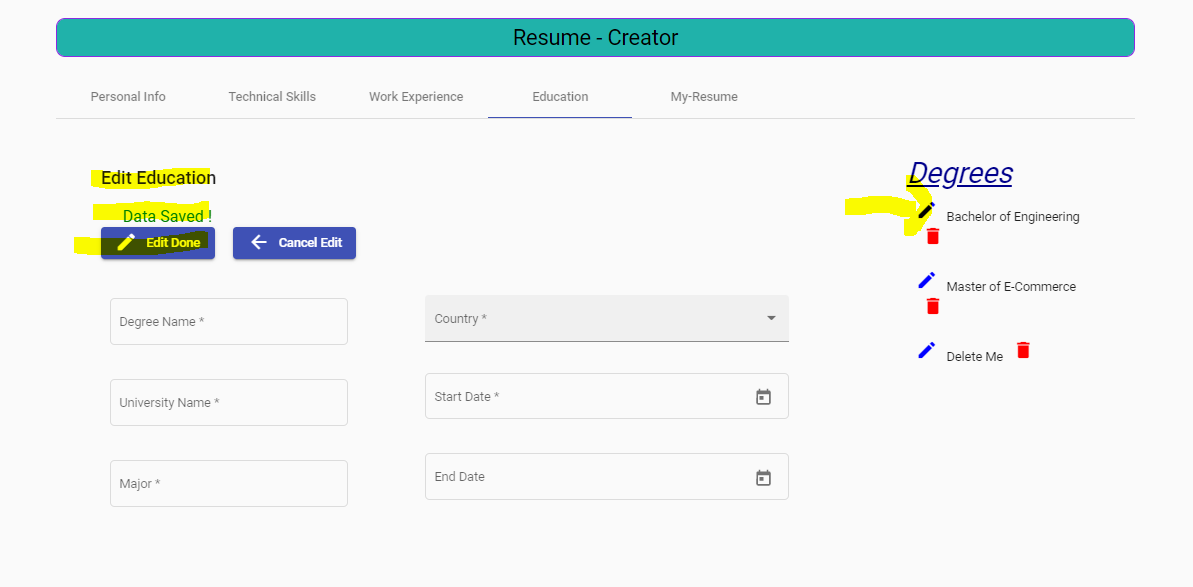 Resume - Creator
Personal Info Technical Skills Work Experience Education My-Resume
Edit Education
Data Saved !
Edit Done Cancel Edit
Degree Name *
Country *
University Name *
Start Date *
Major *
End Date
Degrees
Bachelor of Engineering
Master of E-Commerce
Delete Me